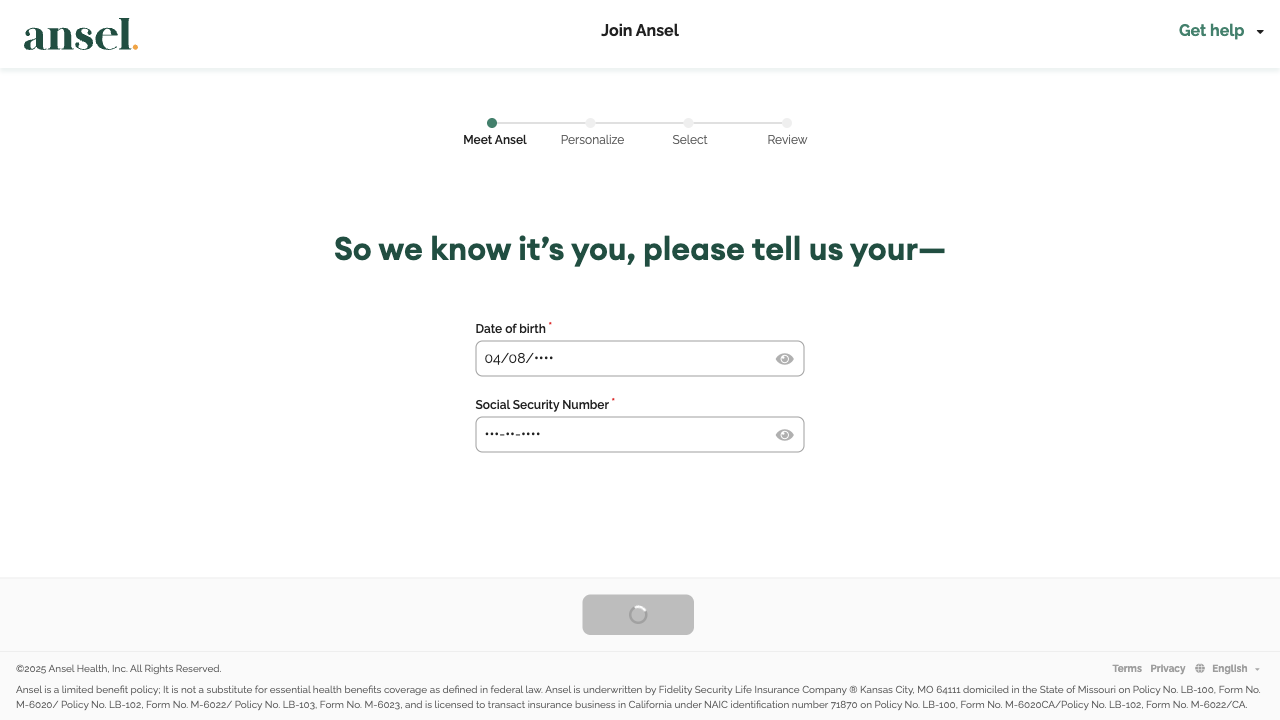 ansel.
Join Ansel
Get help
Meet Ansel
Personalize
Select
Review
So we know it’s you, please tell us your—
Date of birth *
04/08/••••
Social Security Number *
•••-••-••••
©2025 Ansel Health, Inc. All Rights Reserved.
Terms
Privacy
English
Ansel is a limited benefit policy; It is not a substitute for essential health benefits coverage as defined in federal law. Ansel is underwritten by Fidelity Security Life Insurance Company ® Kansas City, MO 64111 domiciled in the State of Missouri on Policy No. LB-100, Form No.
M-6020/ Policy No. LB-102, Form No. M-6022/ Policy No. LB-103, Form No. M-6023, and is licensed to transact insurance business in California under NAIC identification number 71870 on Policy No. LB-100, Form No. M-6020CA/Policy No. LB-102, Form No. M-6022/CA.